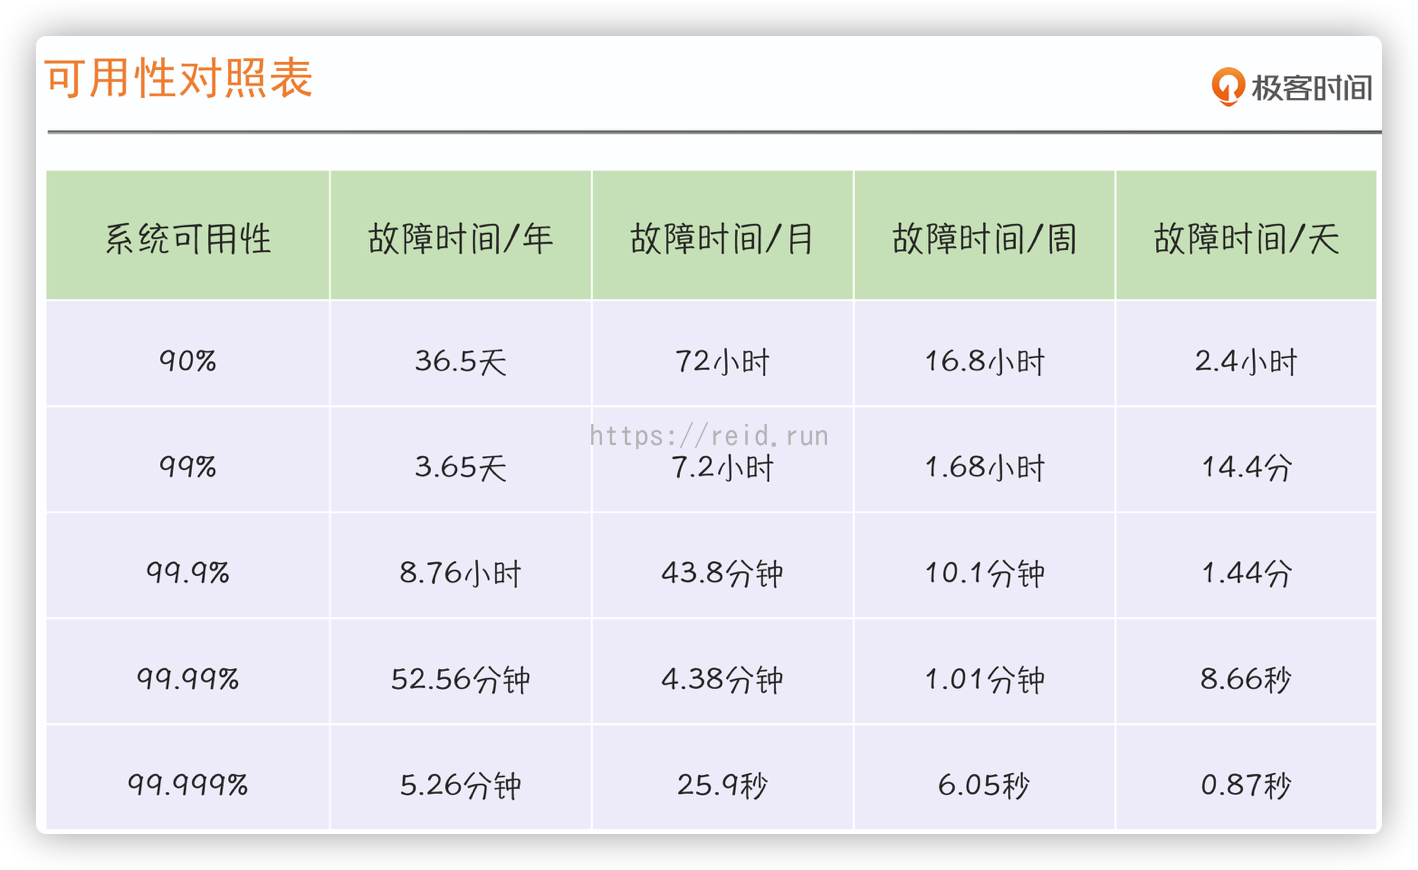 可用性对照表
极客时间
系统可用性 故障时间/年 故障时间/月 故障时间/周 故障时间/天
90% 36.5天 72小时 16.8小时 2.4小时
https://reid.run
99% 3.65天 7.2小时 1.68小时 14.4分
99.9% 8.76小时 43.8分钟 10.1分钟 1.44分
99.99% 52.56分钟 4.38分钟 1.01分钟 8.66秒
99.999% 5.26分钟 25.9秒 6.05秒 0.87秒